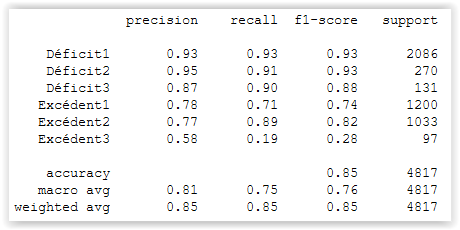 precision recall f1-score support
Déficit1 0.93 0.93 0.93 2086
Déficit2 0.95 0.91 0.93 270
Déficit3 0.87 0.90 0.88 131
Excédent1 0.78 0.71 0.74 1200
Excédent2 0.77 0.89 0.82 1033
Excédent3 0.58 0.19 0.28 97
accuracy 0.85 4817
macro avg 0.81 0.75 0.76 4817
weighted avg 0.85 0.85 0.85 4817